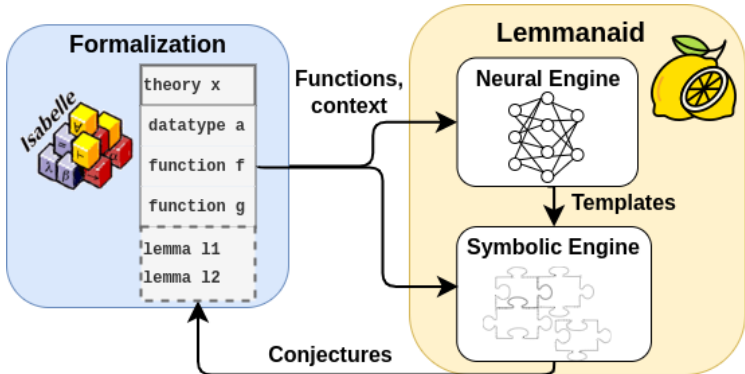 Formalization
Isabelle
theory x
datatype a
function f
function g
lemma l1
lemma l2
Functions,
context
Lemmanaid
Neural Engine
Templates
Symbolic Engine
Conjectures